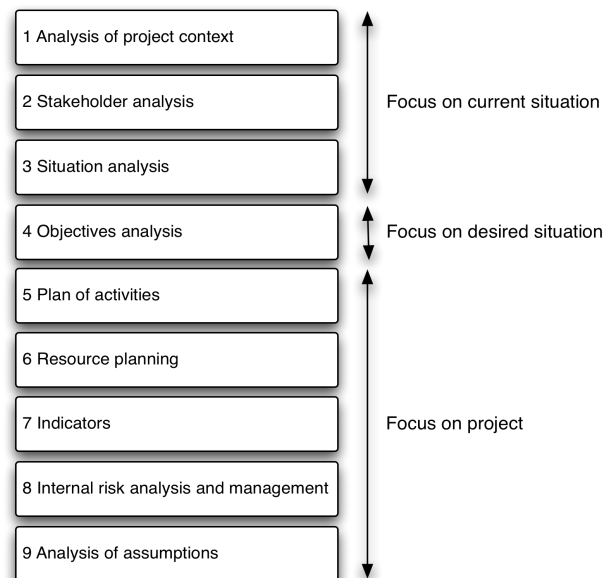 1 Analysis of project context
2 Stakeholder analysis
Focus on current situation
3 Situation analysis
4 Objectives analysis
Focus on desired situation
5 Plan of activities
6 Resource planning
7 Indicators
Focus on project
8 Internal risk analysis and management
9 Analysis of assumptions